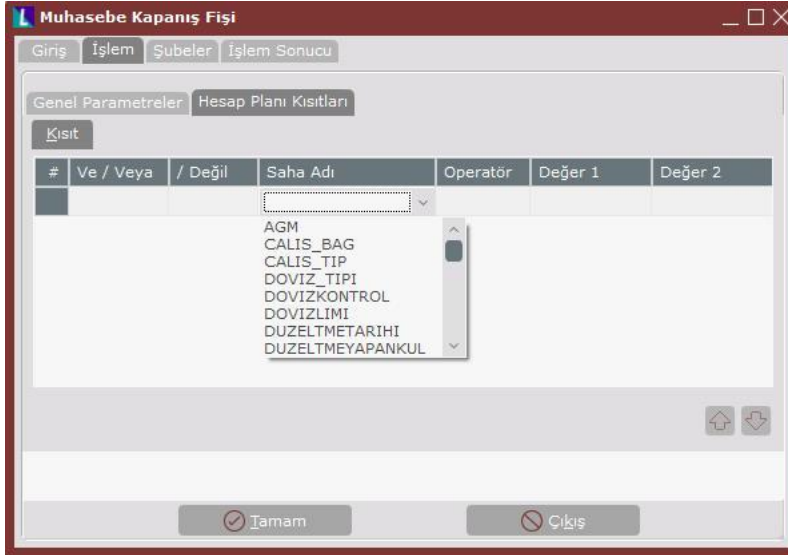 Muhasebe Kapanış Fişi
Giriş İşlem Şubeler İşlem Sonucu
Genel Parametreler Hesap Planı Kısıtları
Kısıt
# Ve / Veya / Değil Saha Adı Operatör Değer 1 Değer 2
AGM
CALIS_BAG
CALIS_TIP
DOVIZ_TIPI
DOVIZKONTROL
DOVIZLIMI
DUZELTMETARIHI
DUZELTMEYAPANKUL
Tamam Çıkış